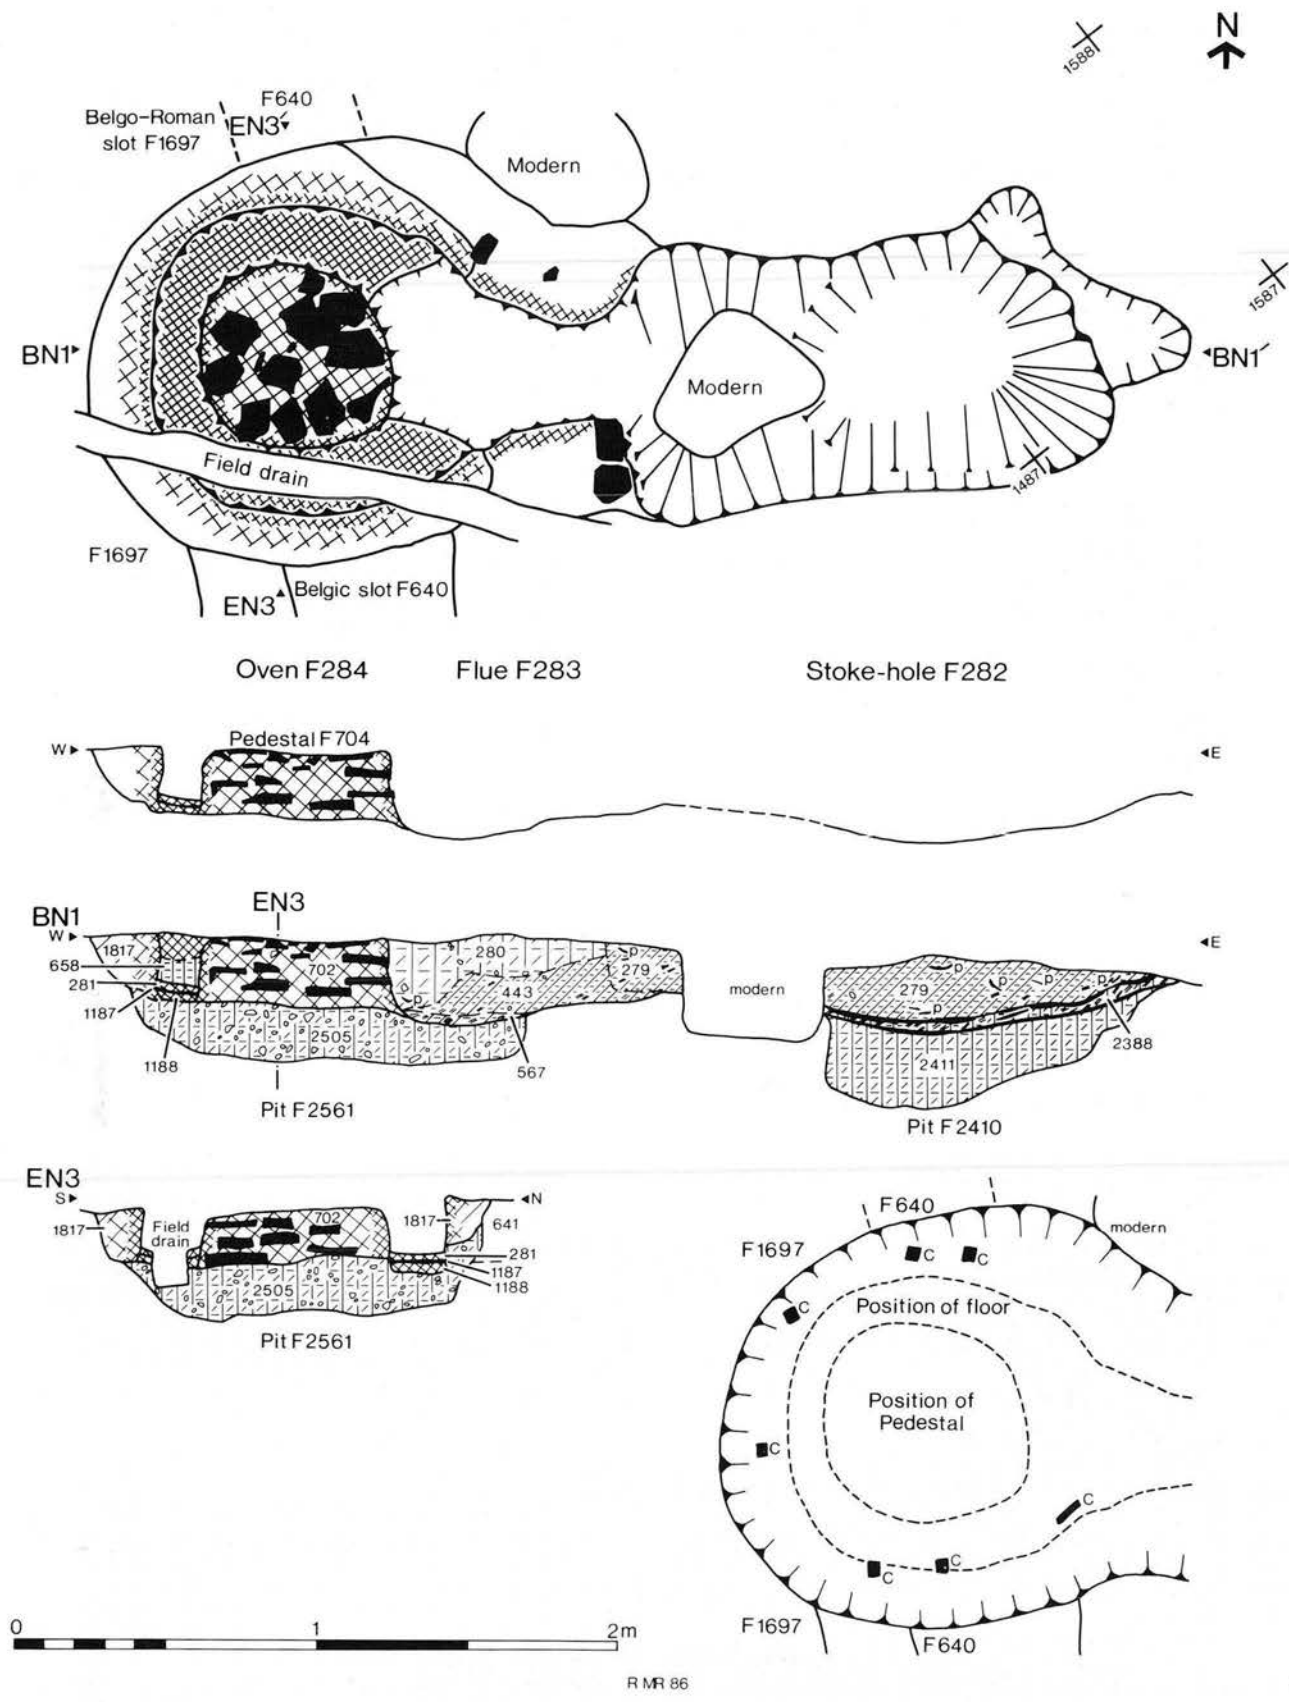 N
1588
F640
Belgo-Roman
slot F1697
EN3
Modern
1587
BN1
Modern
BN1
1487
Field drain
F1697
EN3
Belgic slot F640
Oven F284
Flue F283
Stoke-hole F282
Pedestal F704
W
E
EN3
BN1
W
E
1817
658
281
1187
1188
702
280
279
443
p
p
modern
p
p
p
p
p
279
2505
567
2411
2388
Pit F2561
Pit F2410
EN3
S
N
1817
Field
drain
702
1817
641
281
1187
1188
2505
Pit F2561
F640
modern
F1697
C
C
C
Position of floor
Position of
Pedestal
C
C
C
C
F1697
F640
0
1
2m
RMR 86